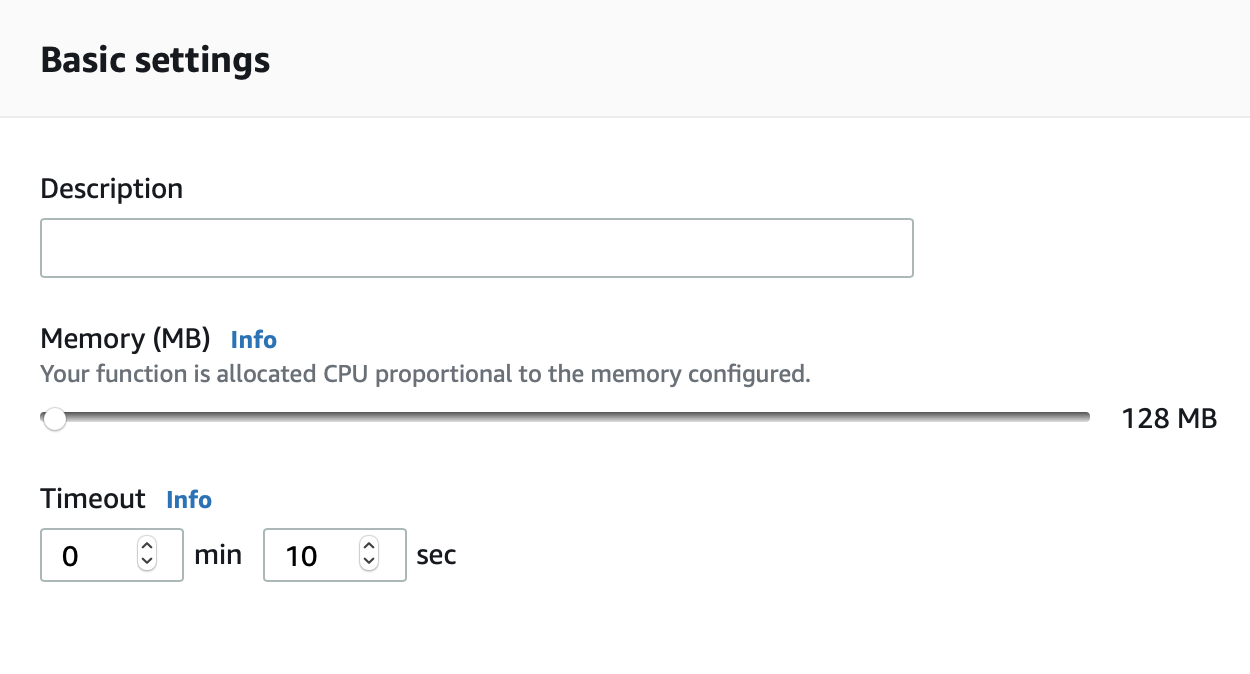 Basic settings
Description
Memory (MB) Info
Your function is allocated CPU proportional to the memory configured.
128 MB
Timeout Info
0 min 10 sec